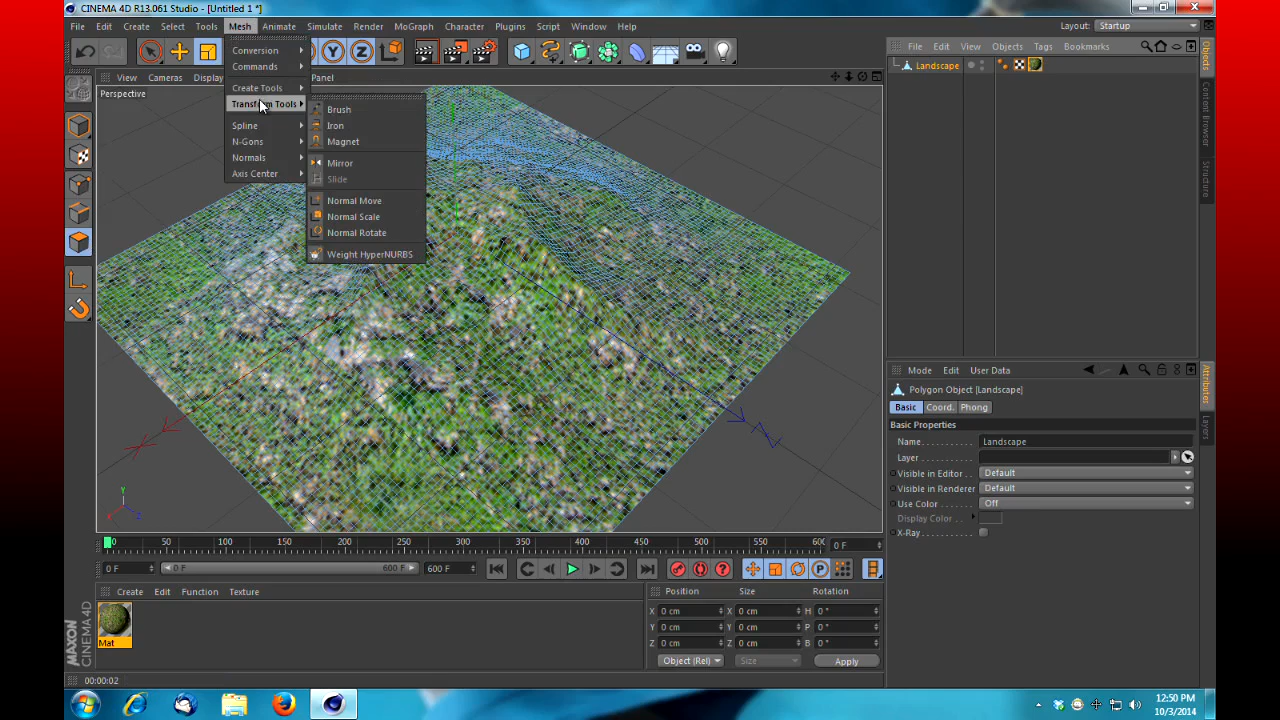 CINEMA 4D R13.061 Studio - [Untitled 1 *]
File Edit Create Select Tools Mesh Animate Simulate Render MoGraph Character Plugins Script Window Help
Layout: Startup
Conversion
Commands
Create Tools
Transform Tools
Spline
N-Gons
Normals
Axis Center
Brush
Iron
Magnet
Mirror
Slide
Normal Move
Normal Scale
Normal Rotate
Weight HyperNURBS
View Cameras Display Panel
Perspective
Y Z
File Edit View Objects Tags Bookmarks
Landscape
Objects
Content Browser
Structure
Mode Edit User Data
Polygon Object [Landscape]
Basic Coord. Phong
Basic Properties
Name Landscape
Layer
Visible in Editor Default
Visible in Renderer Default
Use Color Off
Display Color
X-Ray
Attributes
Layers
Y
X Z
0 50 100 150 200 250 300 350 400 450 500 550 600
0 F
0 F 0 F 600 F 600 F
P
Create Edit Function Texture
Mat
MAXON
CINEMA 4D
Position Size Rotation
X 0 cm X 0 cm H 0 °
Y 0 cm Y 0 cm P 0 °
Z 0 cm Z 0 cm B 0 °
Object (Rel) Size Apply
00:00:02
12:50 PM
10/3/2014